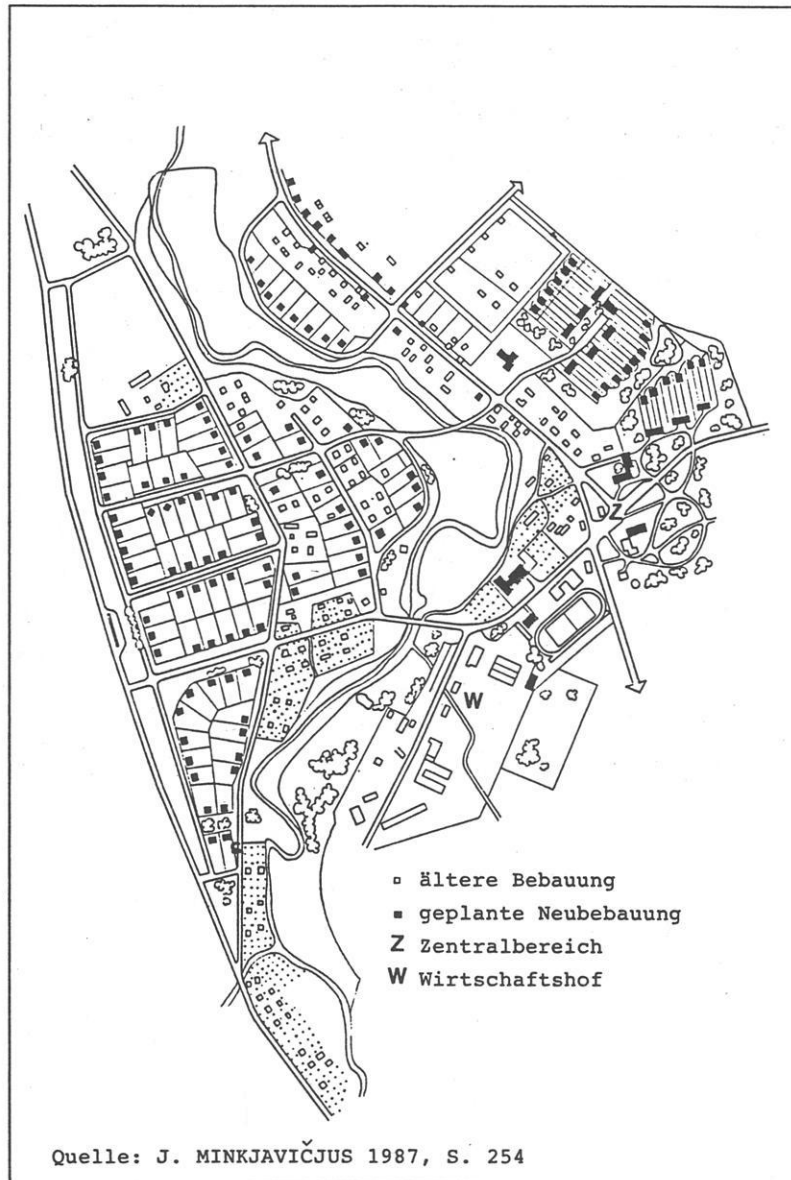 Z
W
ältere Bebauung
geplante Neubebauung
Z Zentralbereich
W Wirtschaftshof
Quelle: J. MINKJAVIČJUS 1987, S. 254